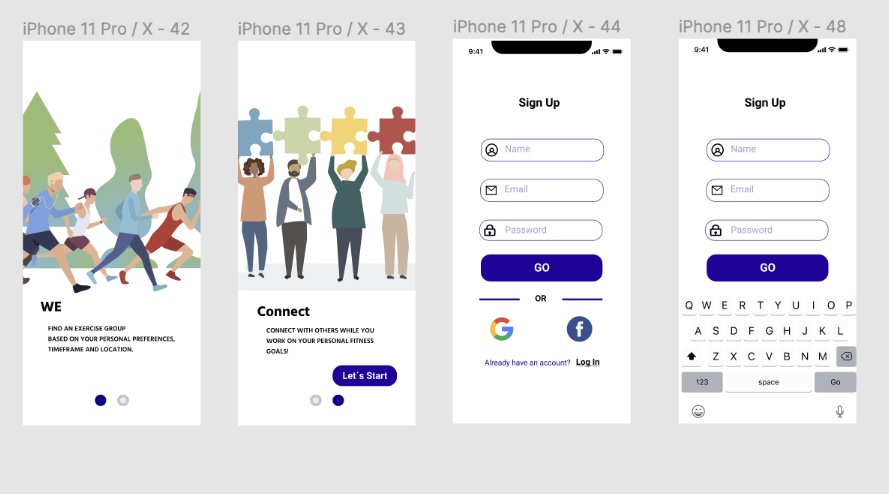 iPhone 11 Pro / X - 42
WE
FIND AN EXERCISE GROUP
BASED ON YOUR PERSONAL PREFERENCES,
TIMEFRAME AND LOCATION.
iPhone 11 Pro / X - 43
Connect
CONNECT WITH OTHERS WHILE YOU
WORK ON YOUR PERSONAL FITNESS
GOALS!
Let´s Start
iPhone 11 Pro / X - 44
9:41
Sign Up
Name
Email
Password
GO
OR
G
f
Already have an account? Log In
iPhone 11 Pro / X - 48
9:41
Sign Up
Name
Email
Password
GO
Q W E R T Y U I O P
A S D F G H J K L
Z X C V B N M
123 space Go